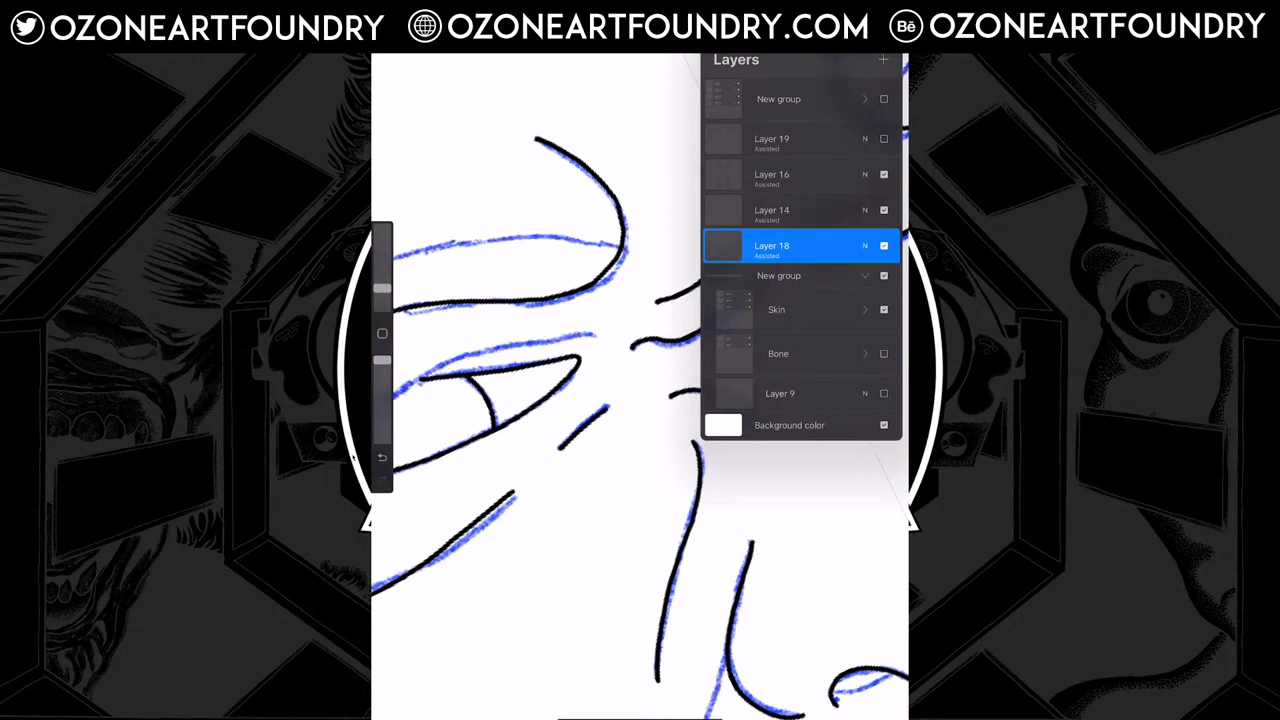 OZONEARTFOUNDRY OZONEARTFOUNDRY.COM Bē OZONEARTFOUNDRY
Layers
New group
Layer 19 N
Assisted
Layer 16 N
Assisted
Layer 14 N
Assisted
Layer 18 N
Assisted
New group
Skin
Bone
Layer 9 N
Background color